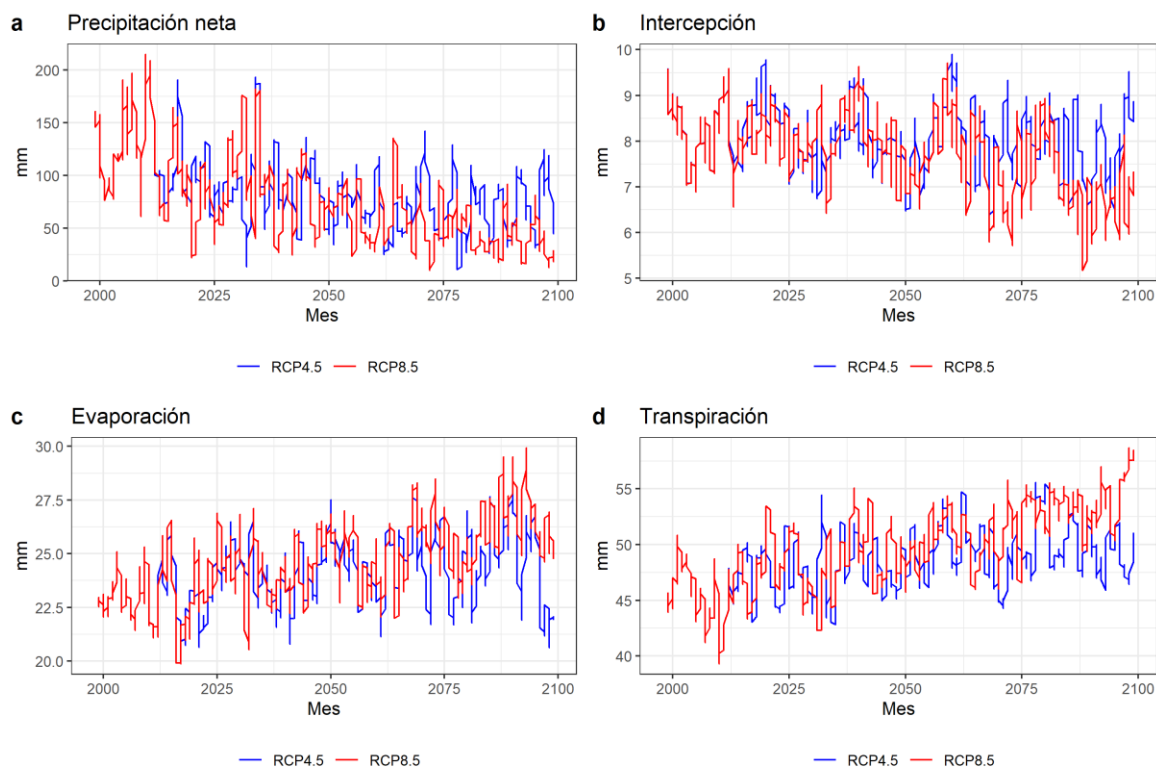 a Precipitación neta
mm
200
150
100
50
0
2000 2025 2050 2075 2100
Mes
RCP4.5 RCP8.5
b Intercepción
mm
10
9
8
7
6
5
2000 2025 2050 2075 2100
Mes
RCP4.5 RCP8.5
c Evaporación
mm
30.0
27.5
25.0
22.5
20.0
2000 2025 2050 2075 2100
Mes
RCP4.5 RCP8.5
d Transpiración
mm
55
50
45
40
2000 2025 2050 2075 2100
Mes
RCP4.5 RCP8.5